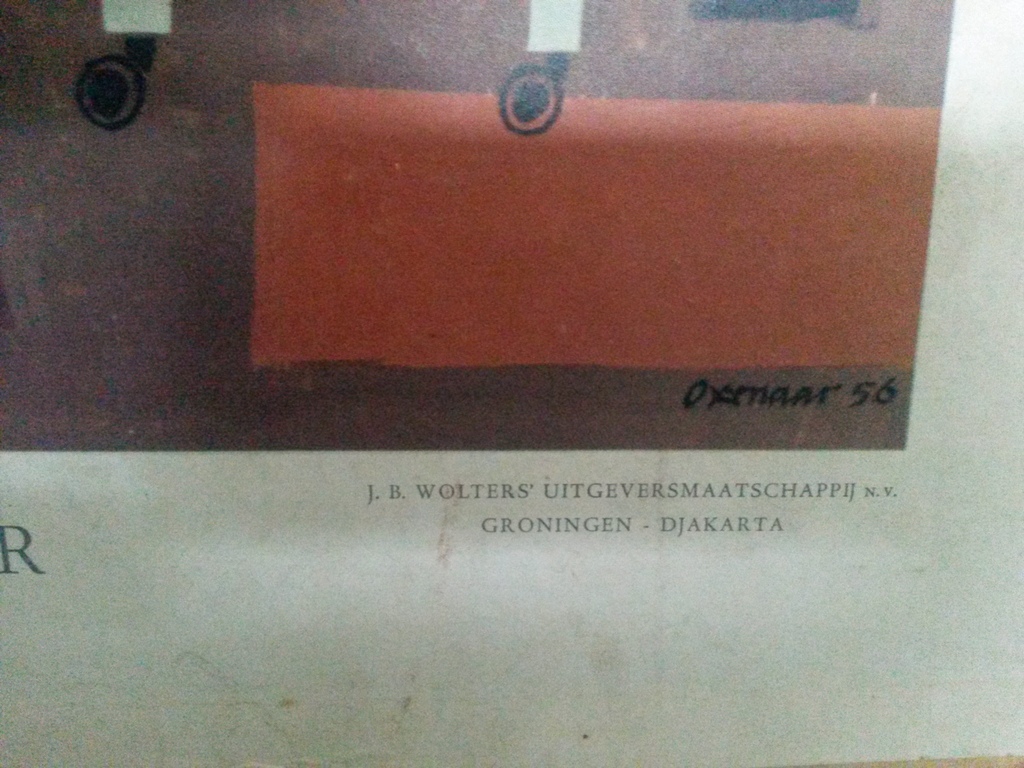 Oxenaar 56
J. B. WOLTERS' UITGEVERSMAATSCHAPPIJ N.V.
GRONINGEN - DJAKARTA
R